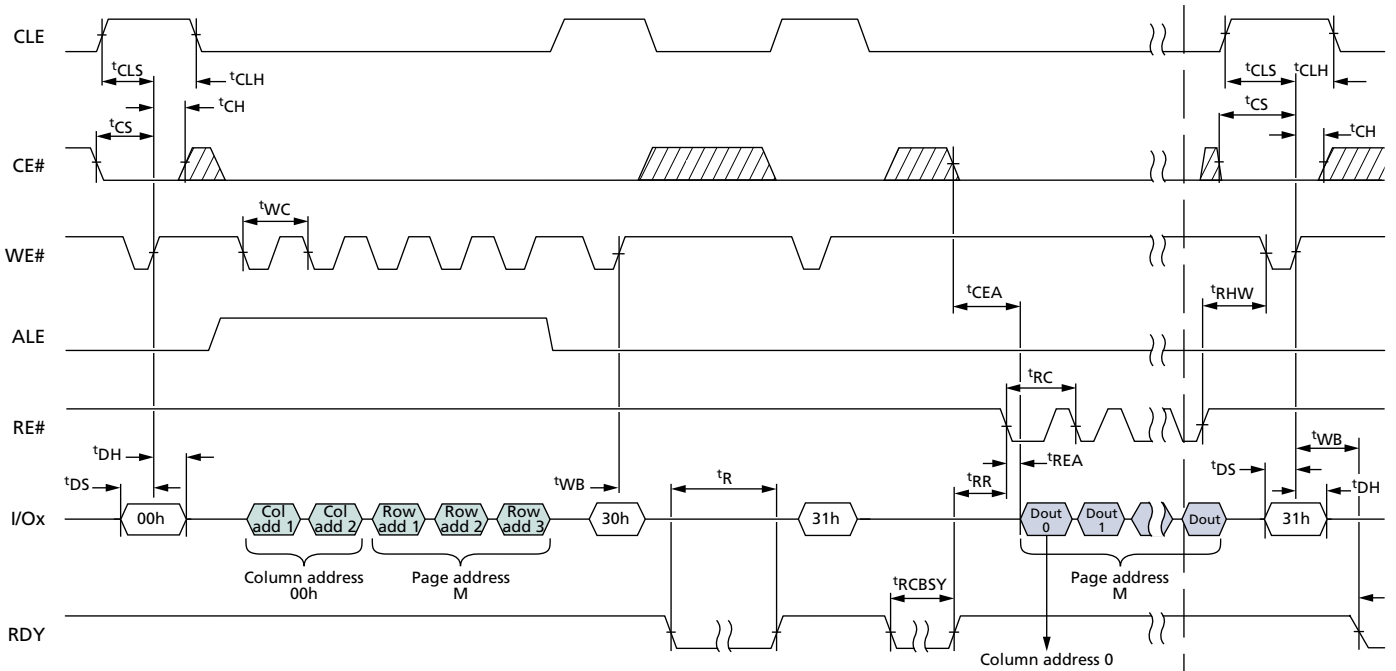 CLE
tCLS
tCLH
tCLS
tCLH
tCH
tCS
tCS
tCH
CE#
tWC
WE#
tCEA
tRHW
ALE
tRC
RE#
tDH
tREA
tWB
tDS
tWB
tR
tRR
tDS
tDH
I/Ox
00h
Col add 1
Col add 2
Row add 1
Row add 2
Row add 3
30h
31h
Dout 0
Dout 1
Dout
31h
Column address 00h
Page address M
tRCBSY
Page address M
RDY
Column address 0